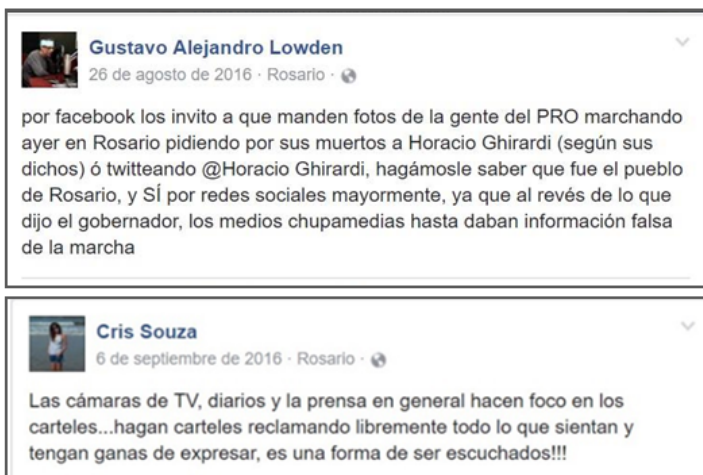 Gustavo Alejandro Lowden
26 de agosto de 2016 · Rosario ·
por facebook los invito a que manden fotos de la gente del PRO marchando
ayer en Rosario pidiendo por sus muertos a Horacio Ghirardi (según sus
dichos) ó twitteando @Horacio Ghirardi, hagámosle saber que fue el pueblo
de Rosario, y SÍ por redes sociales mayormente, ya que al revés de lo que
dijo el gobernador, los medios chupamedias hasta daban información falsa
de la marcha
Cris Souza
6 de septiembre de 2016 · Rosario ·
Las cámaras de TV, diarios y la prensa en general hacen foco en los
carteles...hagan carteles reclamando libremente todo lo que sientan y
tengan ganas de expresar, es una forma de ser escuchados!!!